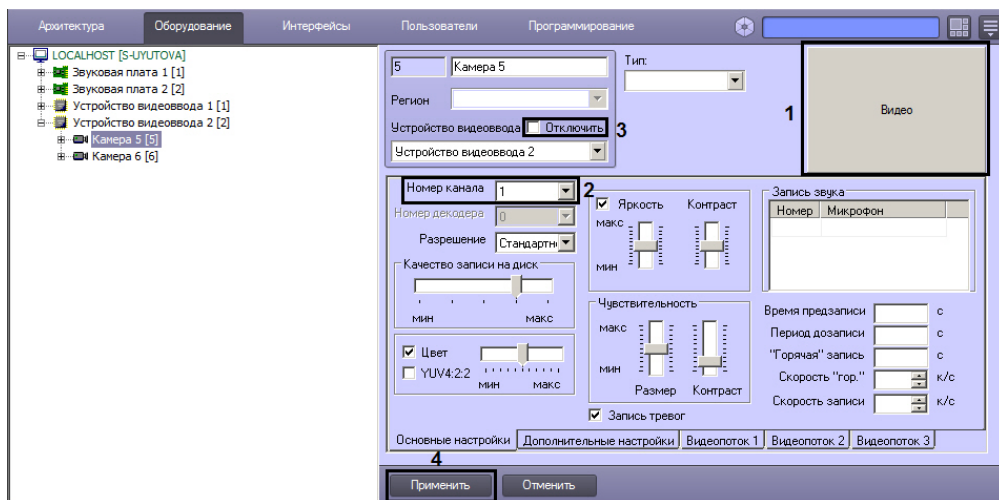 Архитектура Оборудование Интерфейсы Пользователи Программирование
LOCALHOST [S-UYUTOVA]
Звуковая плата 1 [1]
Звуковая плата 2 [2]
Устройство видеоввода 1 [1]
Устройство видеоввода 2 [2]
Камера 5 [5]
Камера 6 [6]
5 Камера 5
Тип:
Регион
Устройство видеоввода Отключить 3
Устройство видеоввода 2
1 Видео
Номер канала 1 2
Номер декодера 0
Разрешение Стандартн
Качество записи на диск
мин макс
Цвет
YUV4:2:2
мин макс
Яркость Контраст
макс
мин
Чувствительность
макс
мин
Размер Контраст
Запись тревог
Запись звука
Номер Микрофон
Время предзаписи с
Период дозаписи с
"Горячая" запись с
Скорость "гор." к/с
Скорость записи к/с
Основные настройки Дополнительные настройки Видеопоток 1 Видеопоток 2 Видеопоток 3
4
Применить Отменить